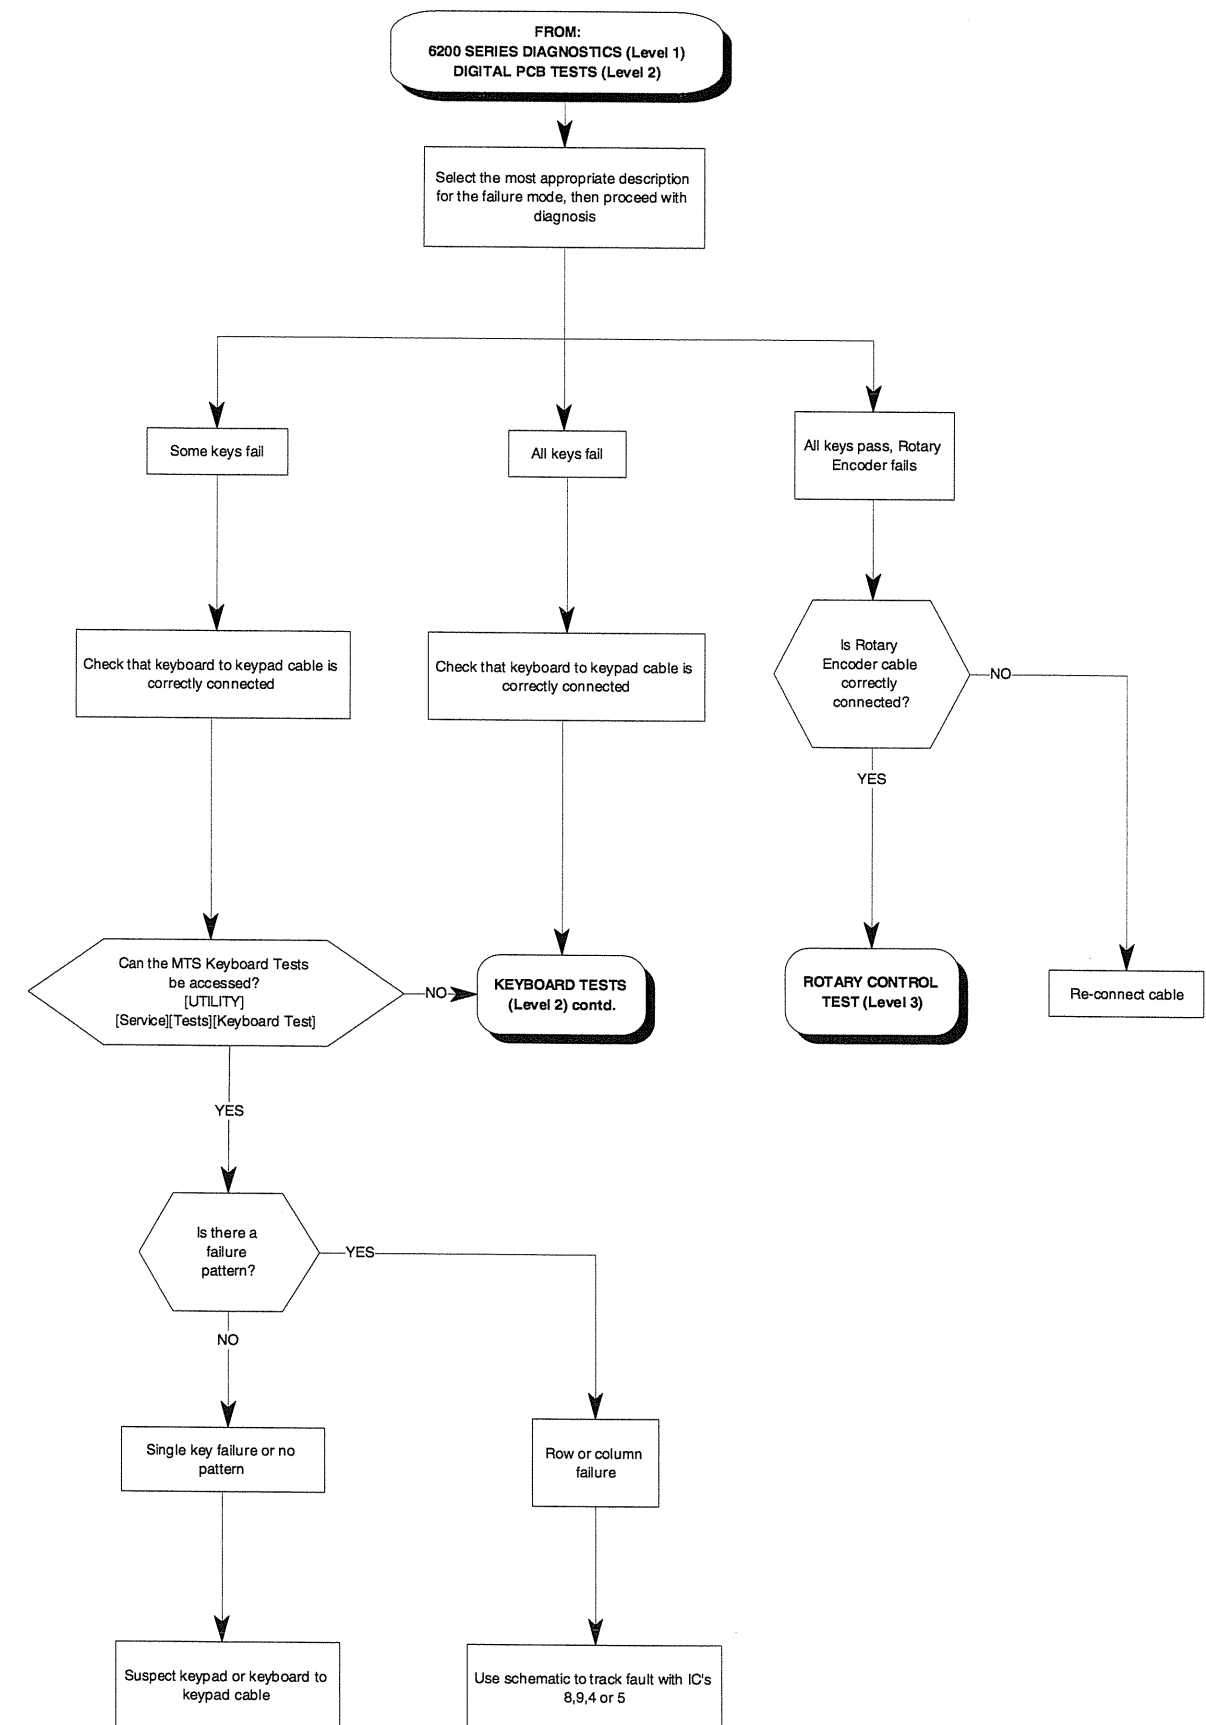 FROM:
6200 SERIES DIAGNOSTICS (Level 1)
DIGITAL PCB TESTS (Level 2)
Select the most appropriate description
for the failure mode, then proceed with
diagnosis
Some keys fail
All keys fail
All keys pass, Rotary
Encoder fails
Check that keyboard to keypad cable is
correctly connected
Check that keyboard to keypad cable is
correctly connected
Is Rotary
Encoder cable
correctly
connected?
NO
YES
Can the MTS Keyboard Tests
be accessed?
[UTILITY]
[Service][Tests][Keyboard Test]
NO
KEYBOARD TESTS
(Level 2) contd.
ROTARY CONTROL
TEST (Level 3)
Re-connect cable
YES
Is there a
failure
pattern?
YES
NO
Single key failure or no
pattern
Row or column
failure
Suspect keypad or keyboard to
keypad cable
Use schematic to track fault with IC's
8,9,4 or 5